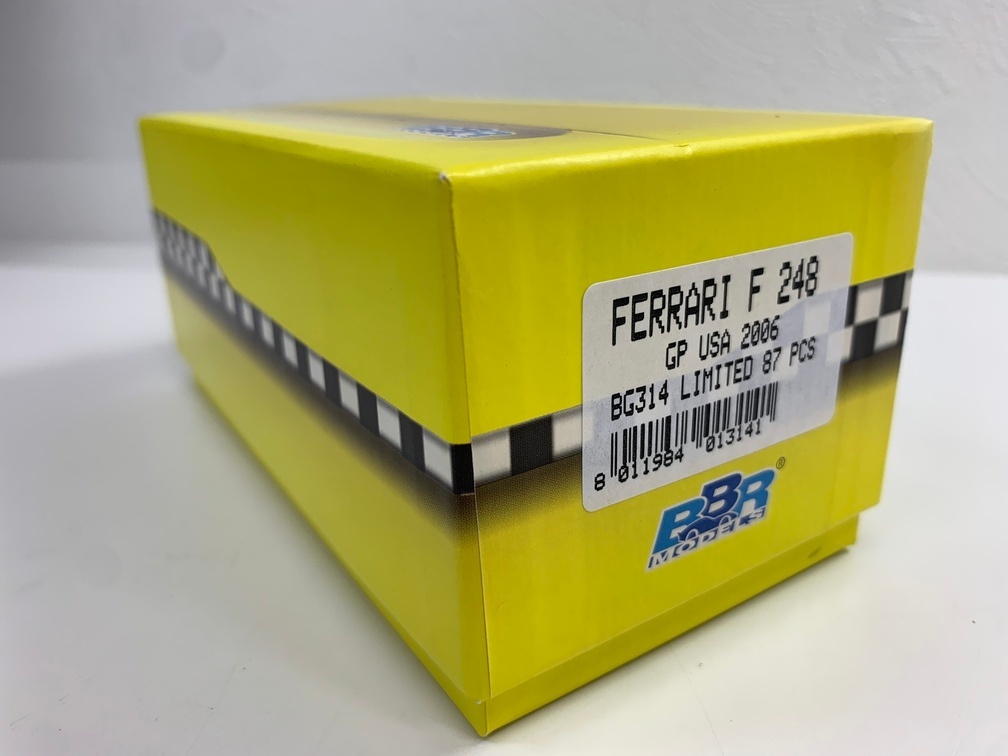 FERRARI F 248
GP USA 2006
BG314 LIMITED 87 PCS
8 011984 013141
BBR®
MODELS